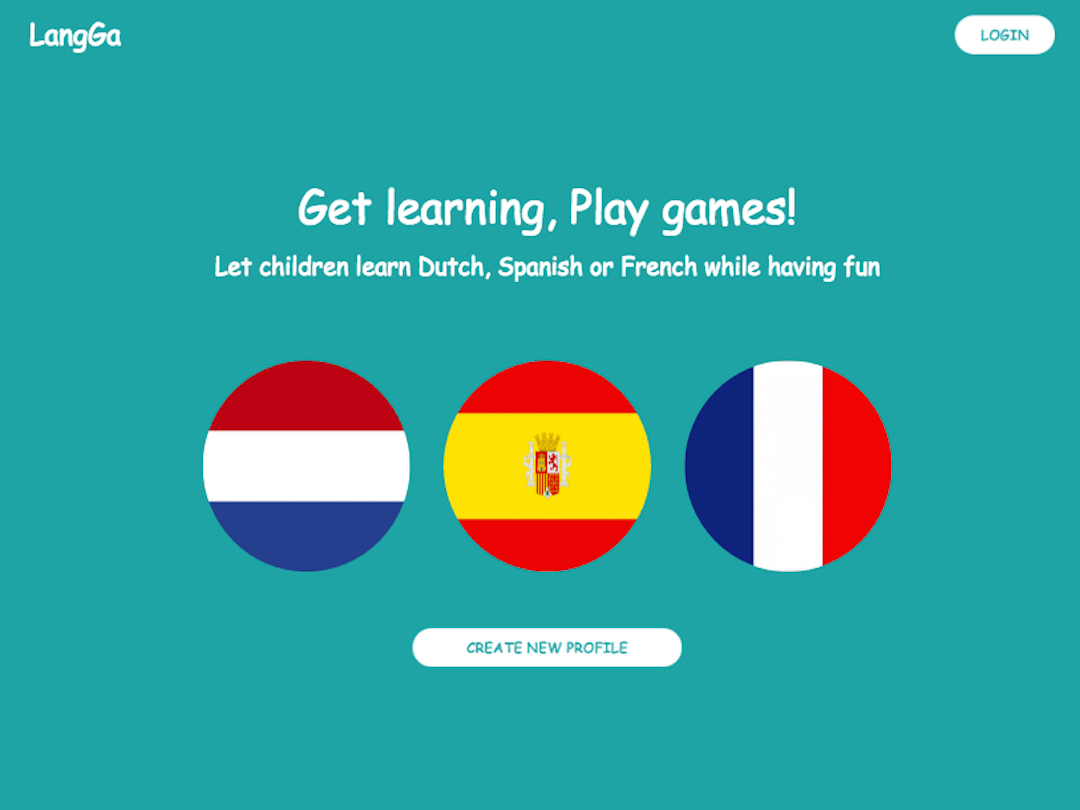 LangGa
LOGIN
Get learning, Play games!
Let children learn Dutch, Spanish or French while having fun
CREATE NEW PROFILE